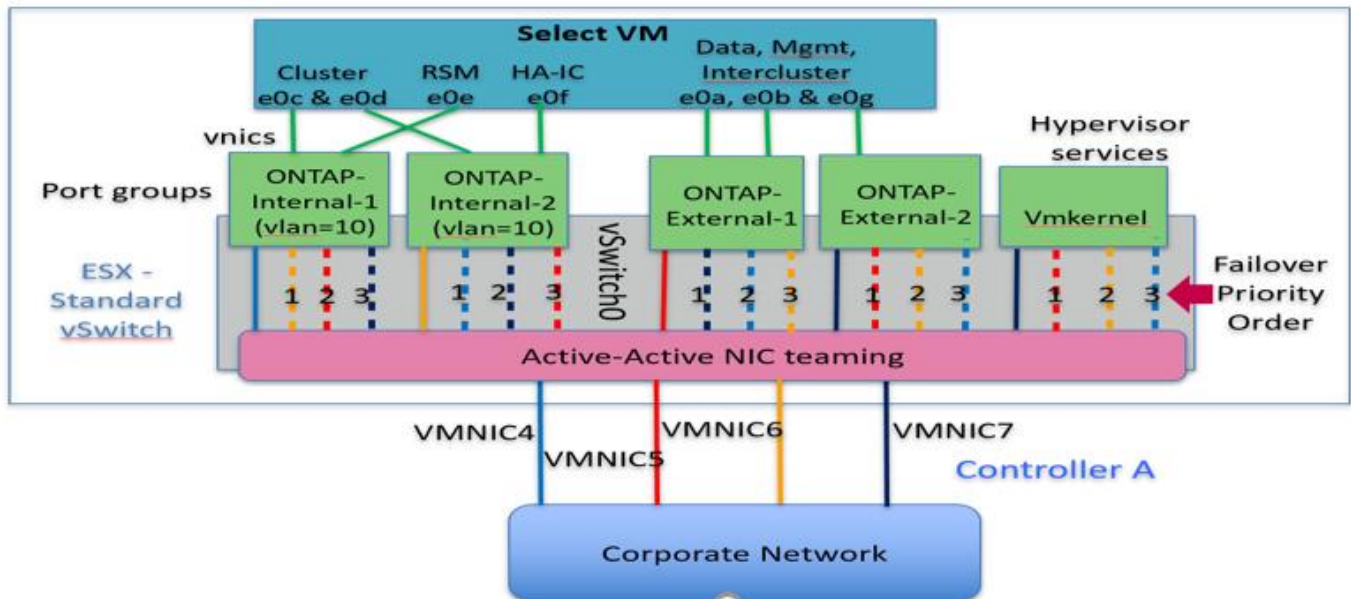 Select VM
Cluster
e0c & e0d
RSM
e0e
HA-IC
e0f
Data, Mgmt,
Intercluster
e0a, e0b & e0g
vnics
Hypervisor
services
Port groups
ONTAP-
Internal-1
(vlan=10)
ONTAP-
Internal-2
(vlan=10)
ONTAP-
External-1
ONTAP-
External-2
Vmkernel
ESX -
Standard
vSwitch
vSwitch0
1 2 3
1 2 3
1 2 3
1 2 3
1 2 3
Failover
Priority
Order
Active-Active NIC teaming
VMNIC4
VMNIC5
VMNIC6
VMNIC7
Controller A
Corporate Network